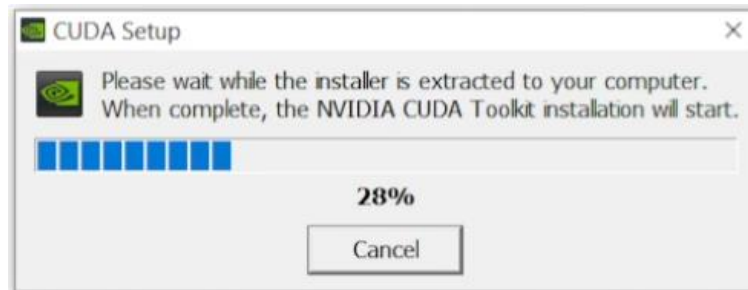 CUDA Setup
Please wait while the installer is extracted to your computer.
When complete, the NVIDIA CUDA Toolkit installation will start.
28%
Cancel